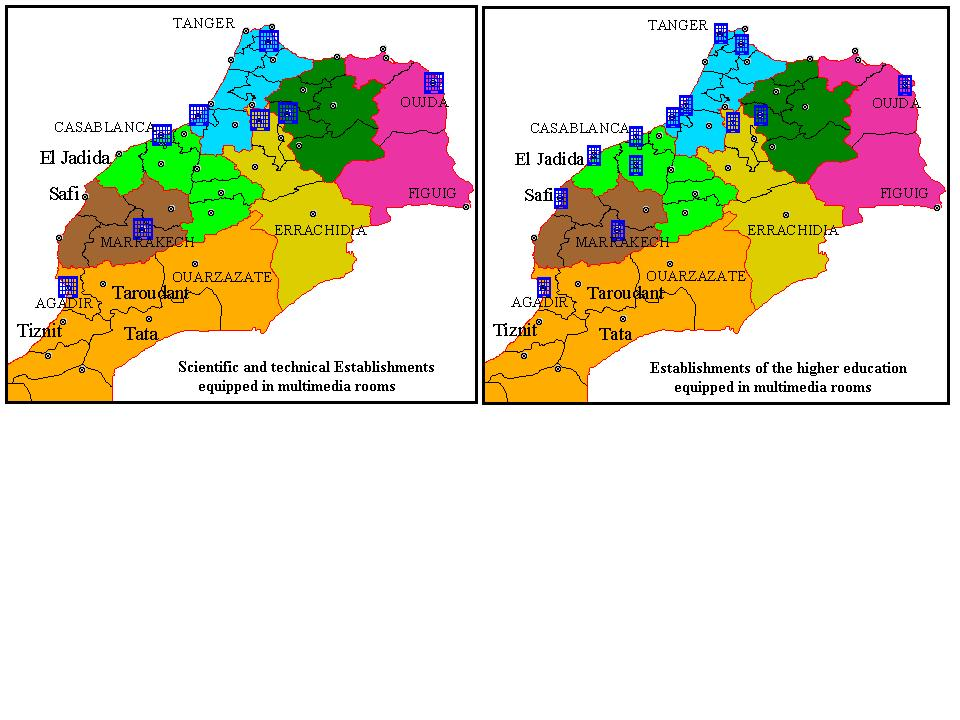 TANGER
OUJDA
CASABLANCA
El Jadida
Safi
FIGUIG
ERRACHIDIA
MARRAKECH
OUARZAZATE
Taroudant
AGADIR
Tiznit
Tata
Scientific and technical Establishments
equipped in multimedia rooms
TANGER
OUJDA
CASABLANCA
El Jadida
Safi
FIGUIG
ERRACHIDIA
MARRAKECH
OUARZAZATE
Taroudant
AGADIR
Tiznit
Tata
Establishments of the higher education
equipped in multimedia rooms